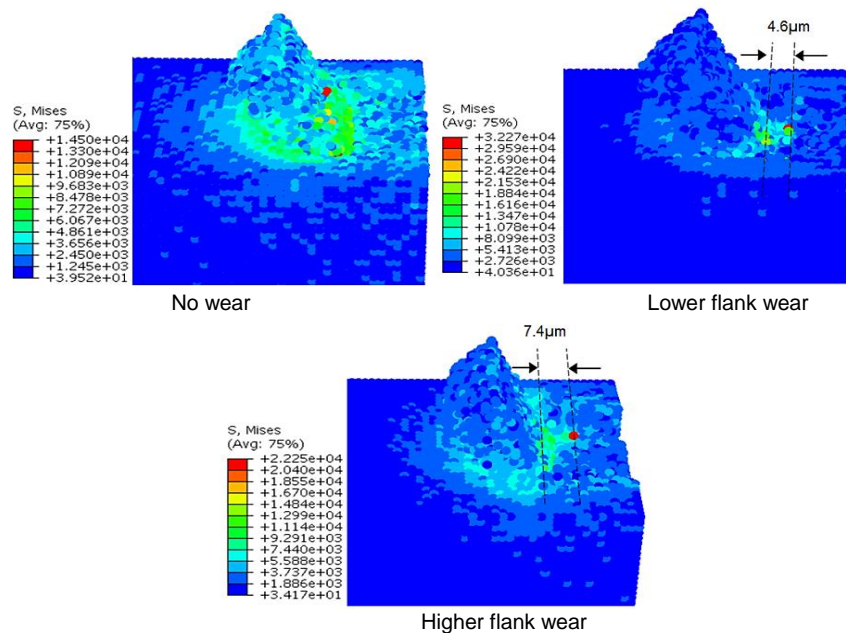 4.6µm
S, Mises
(Avg: 75%)
+1.450e+04
+1.330e+04
+1.209e+04
+1.089e+04
+9.683e+03
+8.478e+03
+7.272e+03
+6.067e+03
+4.861e+03
+3.656e+03
+2.450e+03
+1.245e+03
+3.952e+01
No wear
S, Mises
(Avg: 75%)
+3.227e+04
+2.959e+04
+2.690e+04
+2.422e+04
+2.153e+04
+1.884e+04
+1.616e+04
+1.347e+04
+1.078e+04
+8.099e+03
+5.413e+03
+2.726e+03
+4.036e+01
Lower flank wear
7.4µm
S, Mises
(Avg: 75%)
+2.225e+04
+2.040e+04
+1.855e+04
+1.670e+04
+1.484e+04
+1.299e+04
+1.114e+04
+9.291e+03
+7.440e+03
+5.588e+03
+3.737e+03
+1.886e+03
+3.417e+01
Higher flank wear